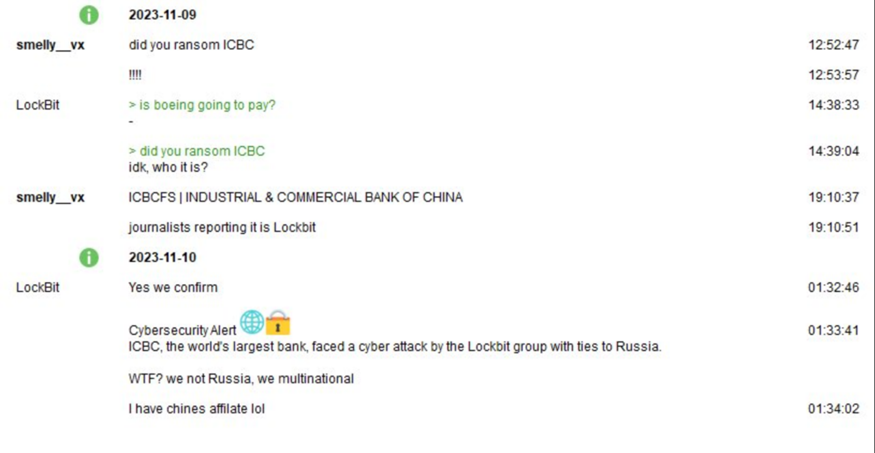 2023-11-09
smelly__vx did you ransom ICBC 12:52:47
!!!! 12:53:57
LockBit > is boeing going to pay? 14:38:33
-
> did you ransom ICBC 14:39:04
idk, who it is?
smelly__vx ICBCFS | INDUSTRIAL & COMMERCIAL BANK OF CHINA 19:10:37
journalists reporting it is Lockbit 19:10:51
2023-11-10
LockBit Yes we confirm 01:32:46
Cybersecurity Alert 01:33:41
ICBC, the world's largest bank, faced a cyber attack by the Lockbit group with ties to Russia.
WTF? we not Russia, we multinational
I have chines affilate lol 01:34:02